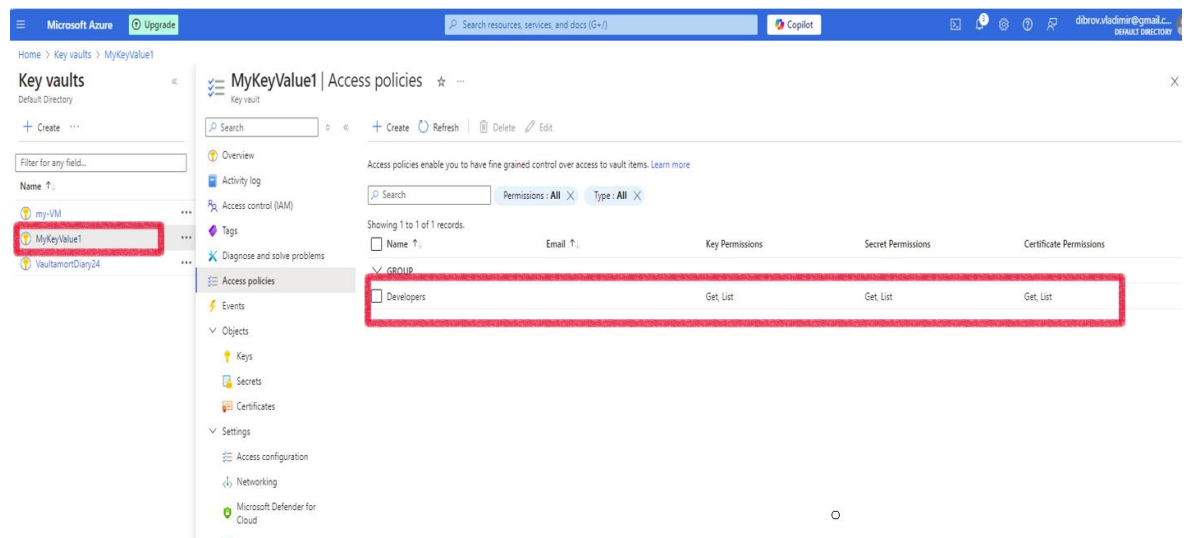 Microsoft Azure
Upgrade
Search resources, services, and docs (G+/)
Copilot
3
dibrov.vladimir@gmail.c...
DEFAULT DIRECTORY
Home > Key vaults > MyKeyValue1
Key vaults
Default Directory
+ Create ...
Filter for any field...
Name ↑
my-VM ...
MyKeyValue1 ...
VaultamortDiary24 ...
MyKeyValue1 | Access policies
Key vault
Search
Overview
Activity log
Access control (IAM)
Tags
Diagnose and solve problems
Access policies
Events
Objects
Keys
Secrets
Certificates
Settings
Access configuration
Networking
Microsoft Defender for
Cloud
+ Create Refresh Delete Edit
Access policies enable you to have fine grained control over access to vault items. Learn more
Search Permissions : All X Type : All X
Showing 1 to 1 of 1 records.
Name ↑ Email ↑ Key Permissions Secret Permissions Certificate Permissions
GROUP
Developers Get, List Get, List Get, List